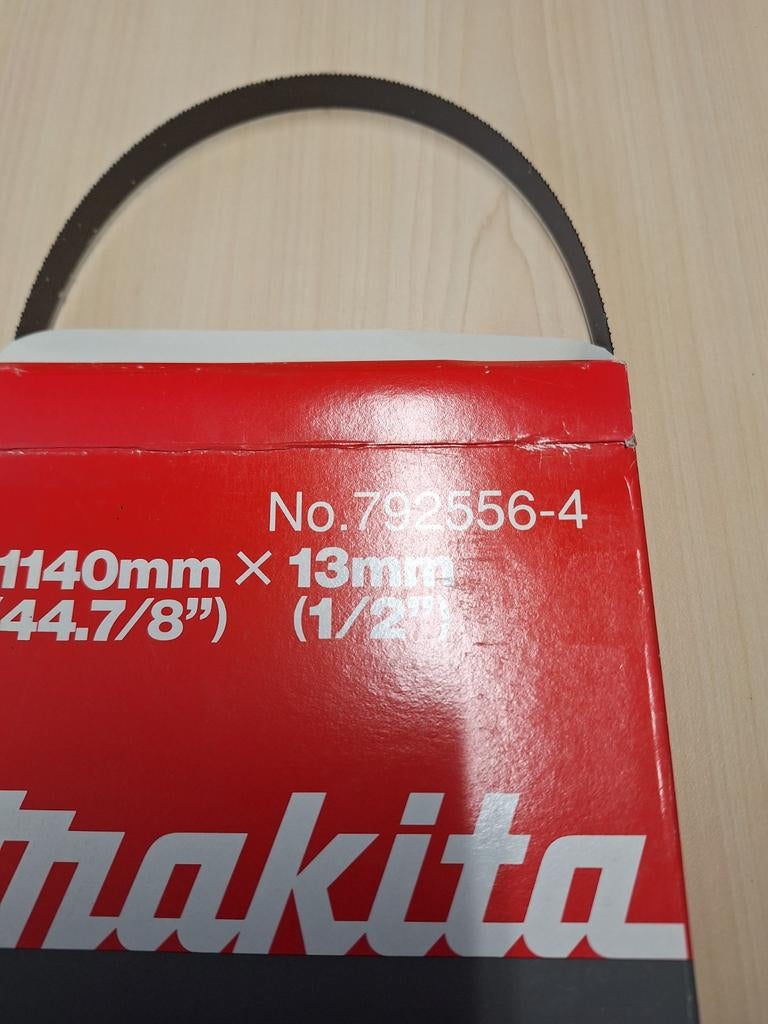 No.792556-4
1140mm × 13mm
(44.7/8") (1/2")
makita